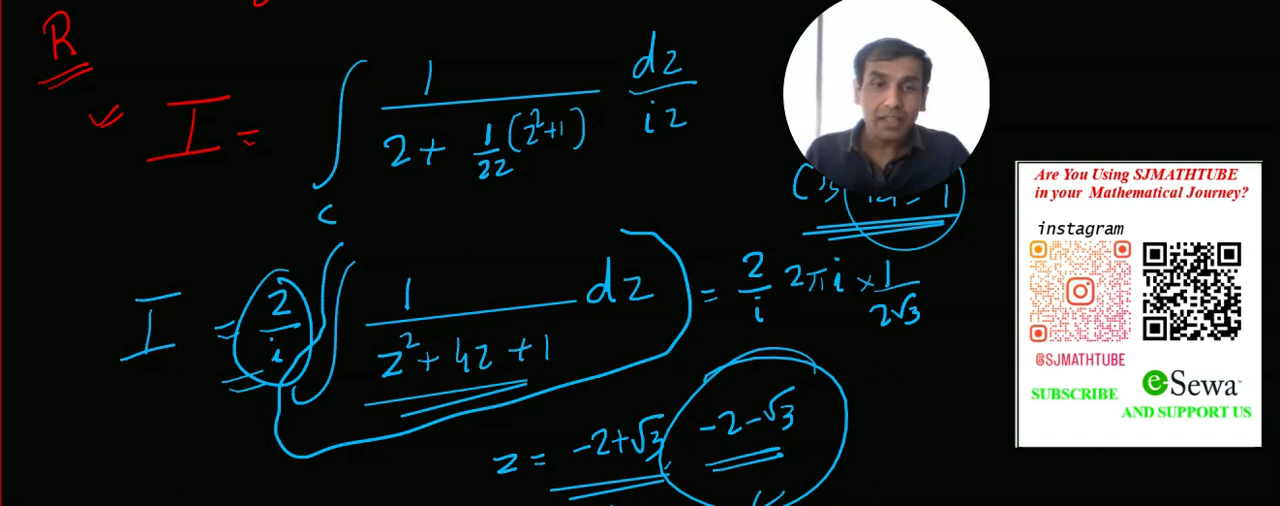 R
I = ∫ 1 / (2 + 1/2z (z²+1)) dz / iz
C
I = 2/i ∫ 1 / (z² + 4z + 1) dz = 2/i 2πi × 1/2√3
z = -2+√3, -2-√3
Are You Using SJMATHTUBE
in your Mathematical Journey?
instagram
@SJMATHTUBE
SUBSCRIBE
eSewa
AND SUPPORT US